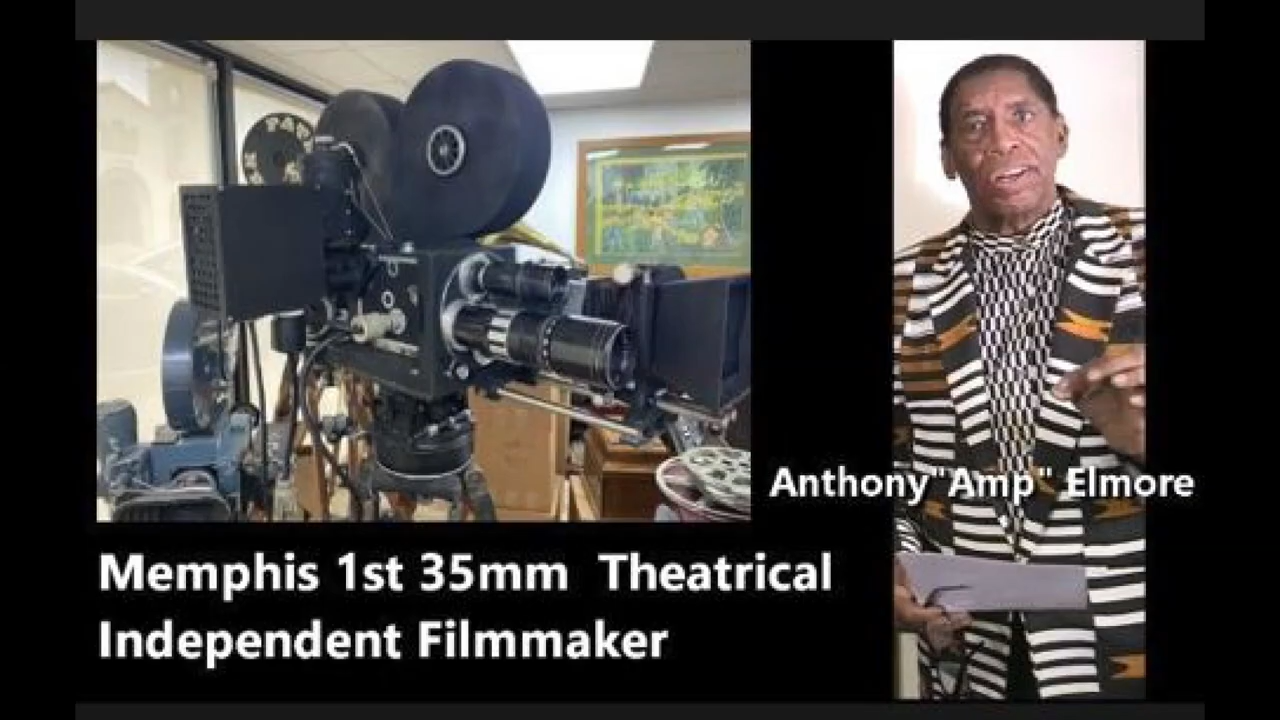 Anthony"Amp" Elmore
Memphis 1st 35mm Theatrical
Independent Filmmaker